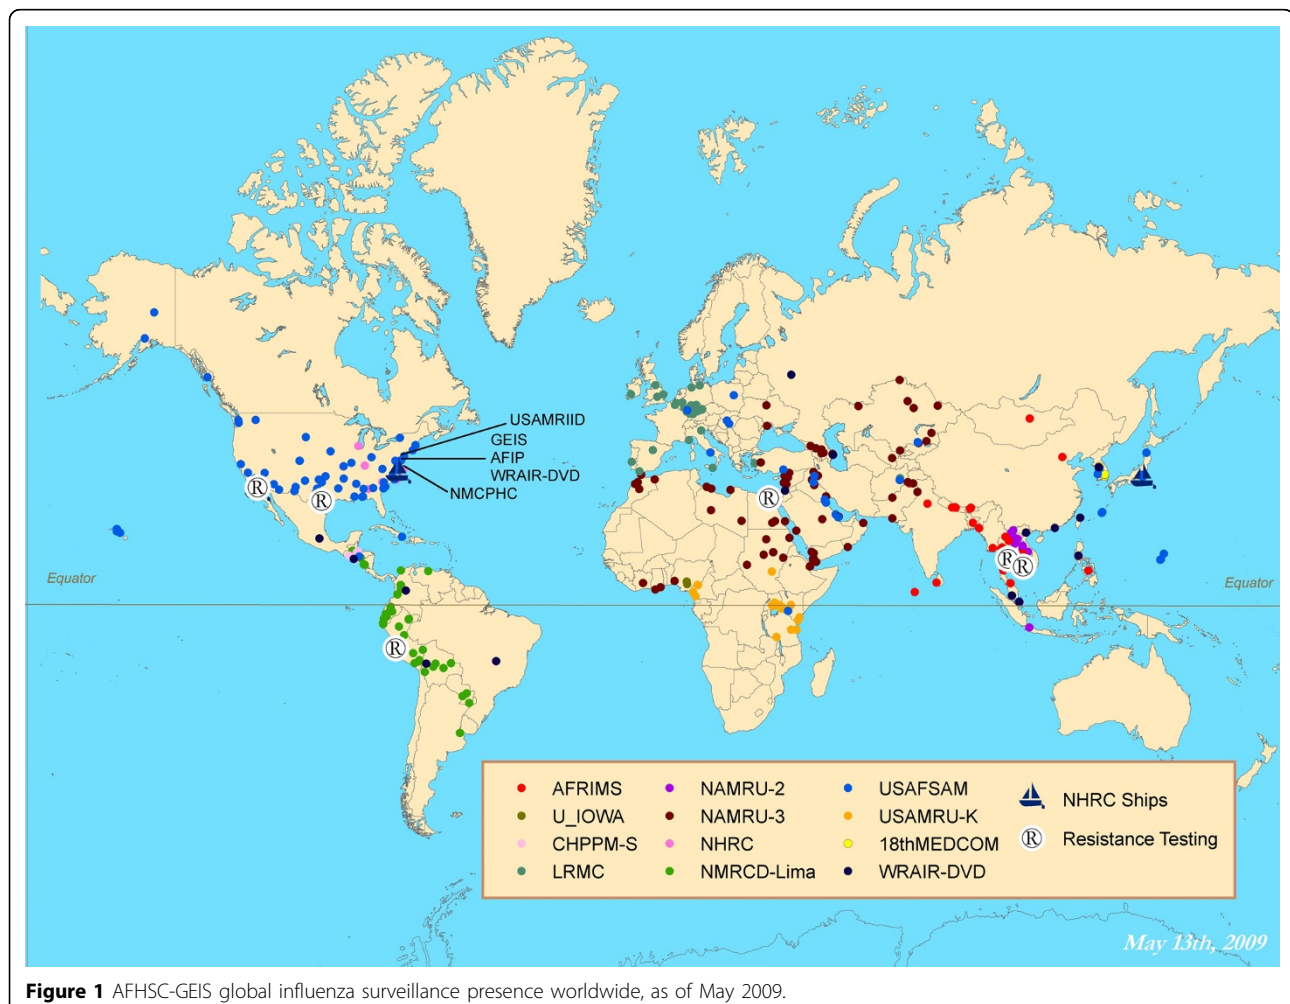 USAMRIID
GEIS
AFIP
WRAIR-DVD
NMCPHC
Equator
Equator
Ⓡ
Ⓡ
Ⓡ
Ⓡ
Ⓡ
Ⓡ
AFRIMS
U_IOWA
CHPPM-S
LRMC
NAMRU-2
NAMRU-3
NHRC
NMRCD-Lima
USAFSAM
USAMRU-K
18thMEDCOM
WRAIR-DVD
NHRC Ships
Ⓡ Resistance Testing
May 13th, 2009
Figure 1 AFHSC-GEIS global influenza surveillance presence worldwide, as of May 2009.